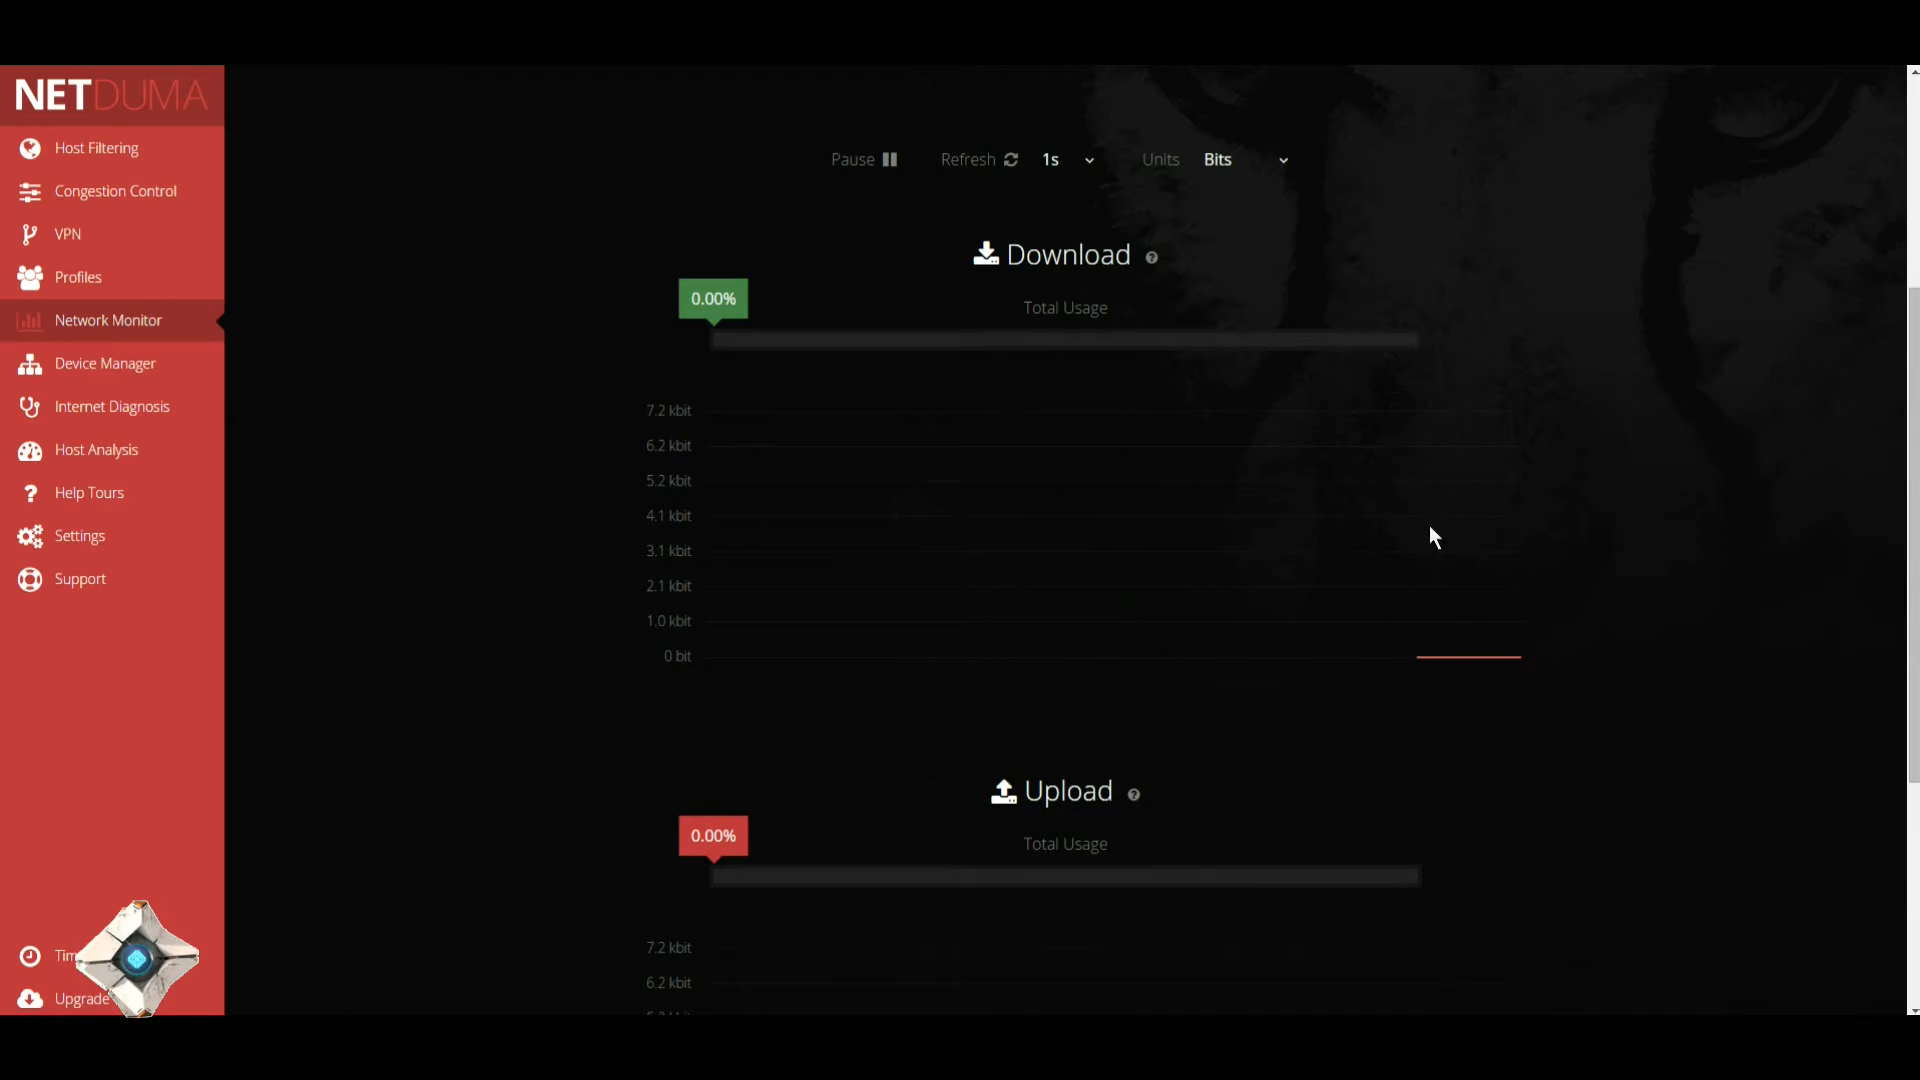 NETDUMA
Host Filtering
Congestion Control
VPN
Profiles
Network Monitor
Device Manager
Internet Diagnosis
Host Analysis
Help Tours
Settings
Support
Upgrade
Pause Refresh 1s Units Bits
Download
0.00%
Total Usage
7.2 kbit
6.2 kbit
5.2 kbit
4.1 kbit
3.1 kbit
2.1 kbit
1.0 kbit
0 bit
Upload
0.00%
Total Usage
7.2 kbit
6.2 kbit